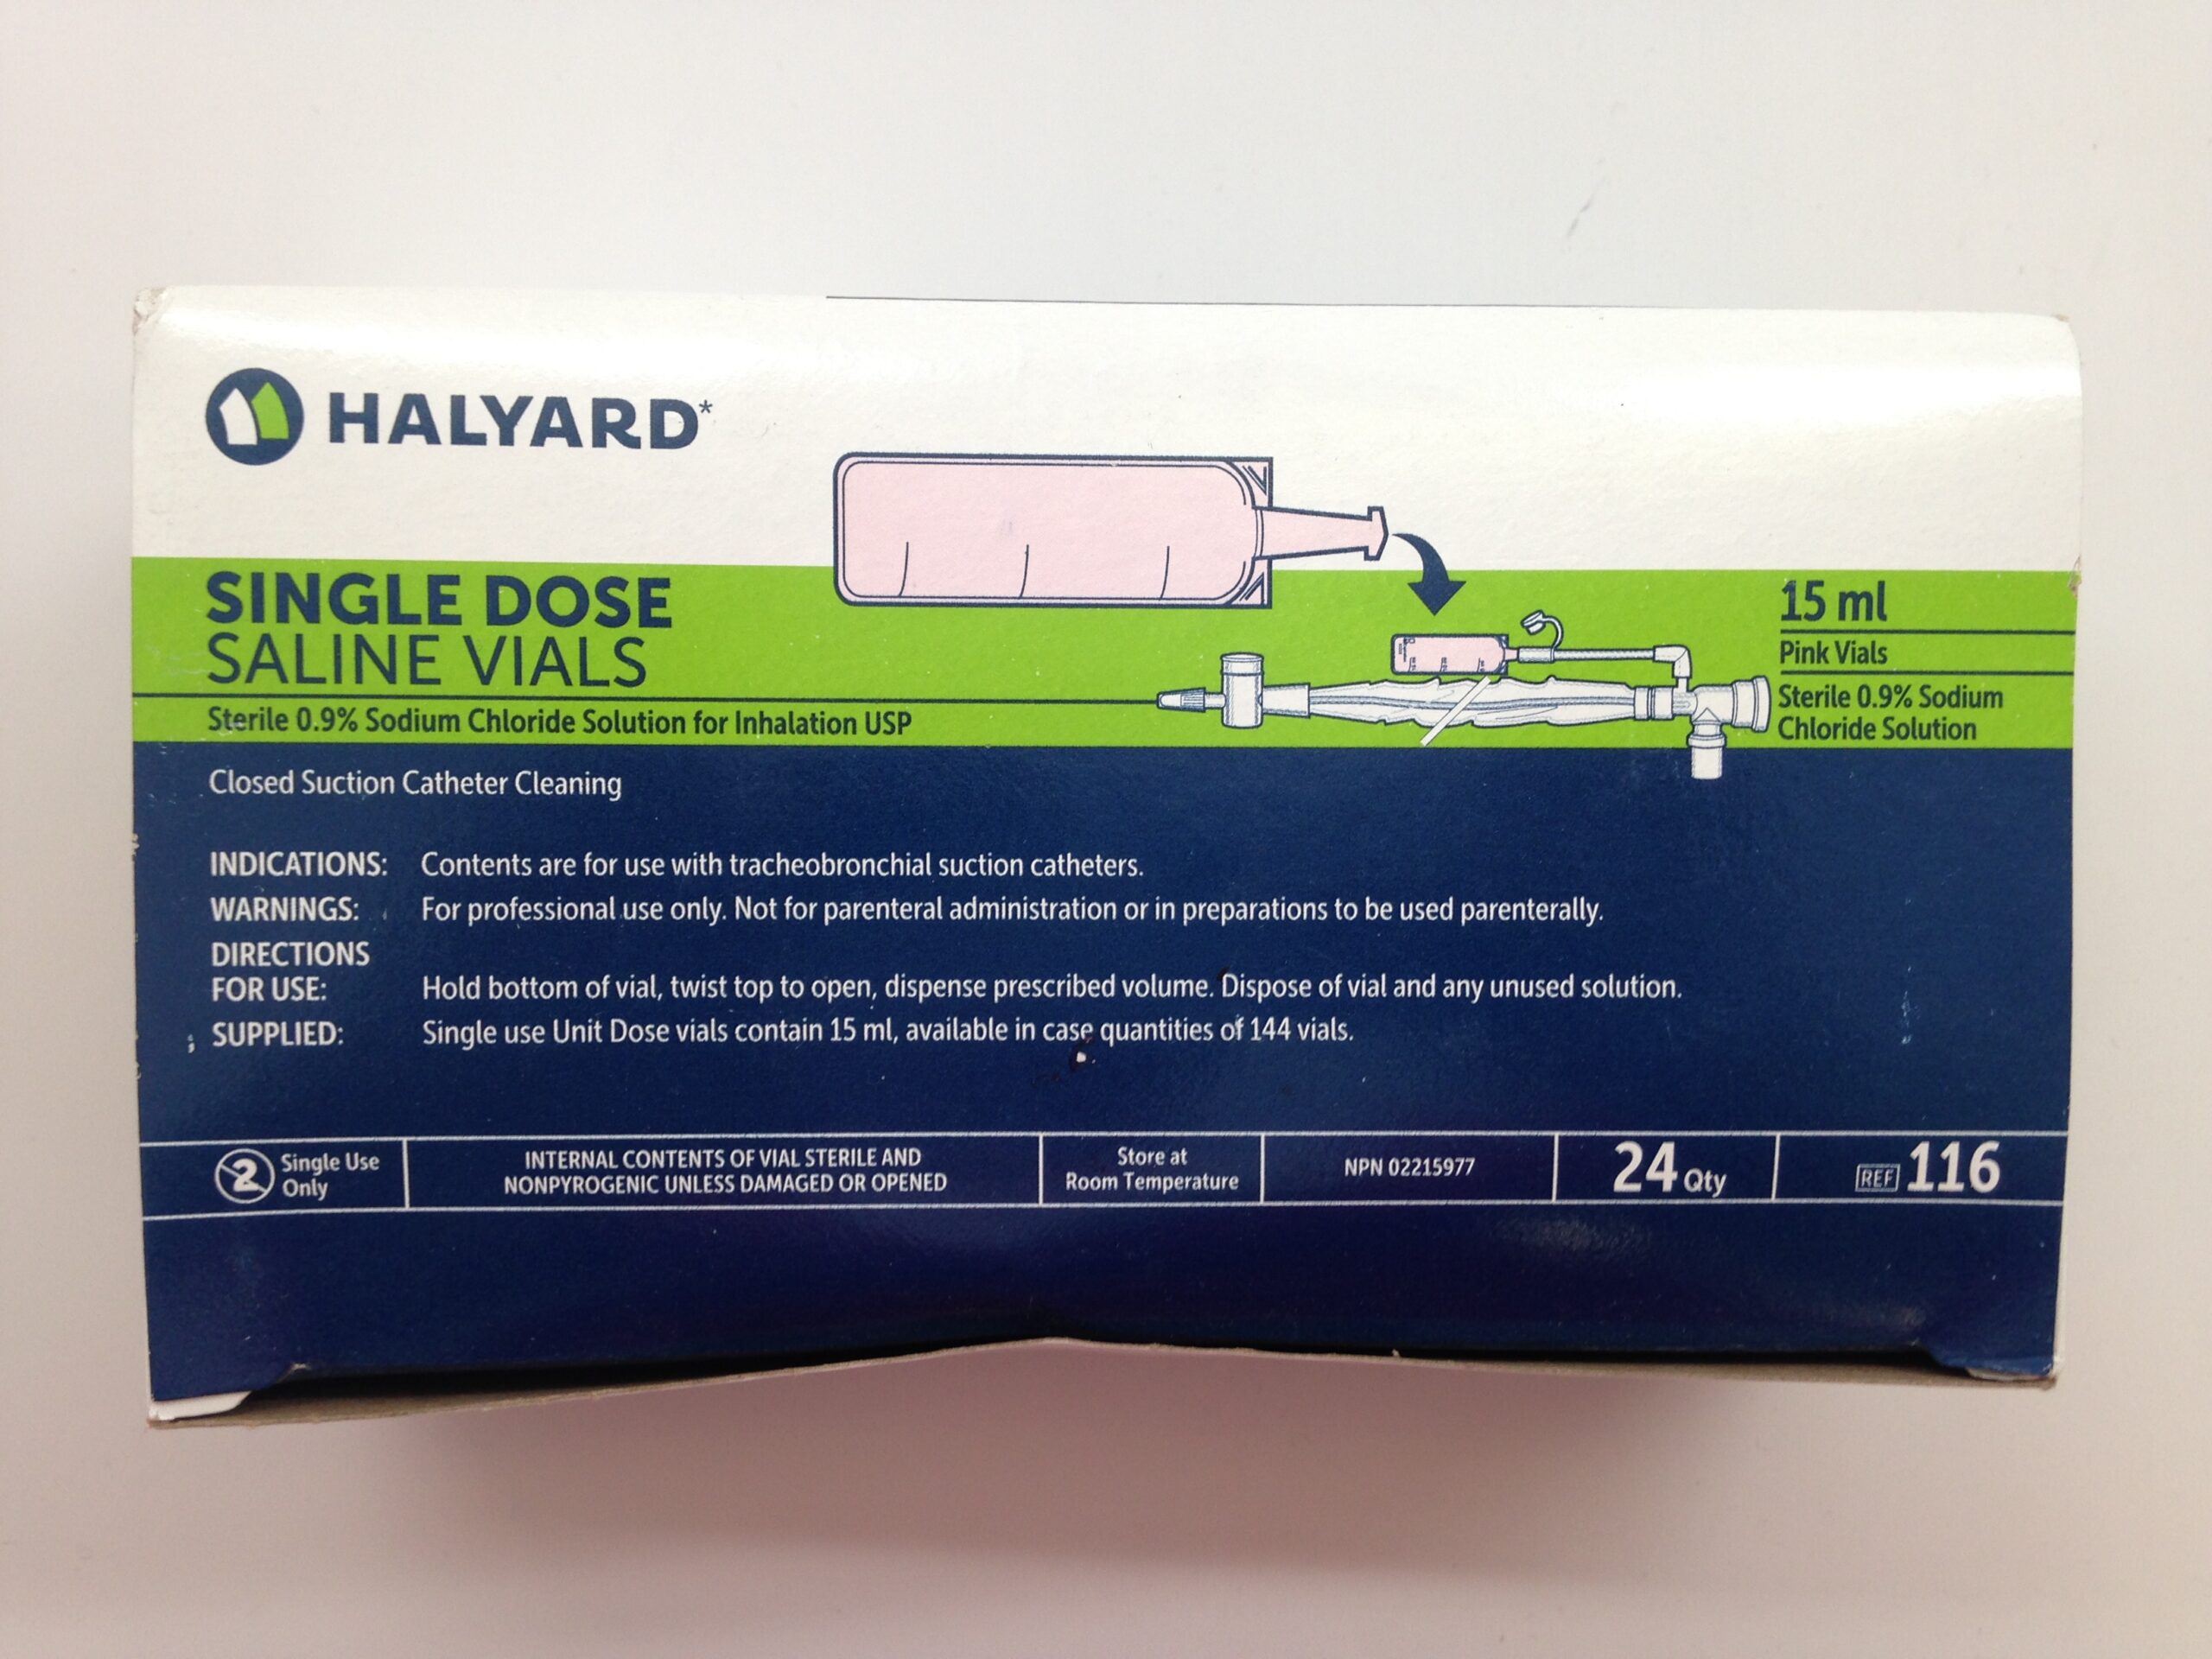 HALYARD*
SINGLE DOSE
SALINE VIALS
Sterile 0.9% Sodium Chloride Solution for Inhalation USP
15 ml
Pink Vials
Sterile 0.9% Sodium
Chloride Solution
Closed Suction Catheter Cleaning
INDICATIONS: Contents are for use with tracheobronchial suction catheters.
WARNINGS: For professional use only. Not for parenteral administration or in preparations to be used parenterally.
DIRECTIONS
FOR USE: Hold bottom of vial, twist top to open, dispense prescribed volume. Dispose of vial and any unused solution.
SUPPLIED: Single use Unit Dose vials contain 15 ml, available in case quantities of 144 vials.
2 Single Use
Only
INTERNAL CONTENTS OF VIAL STERILE AND
NONPYROGENIC UNLESS DAMAGED OR OPENED
Store at
Room Temperature
NPN 02215977
24 Qty
REF 116